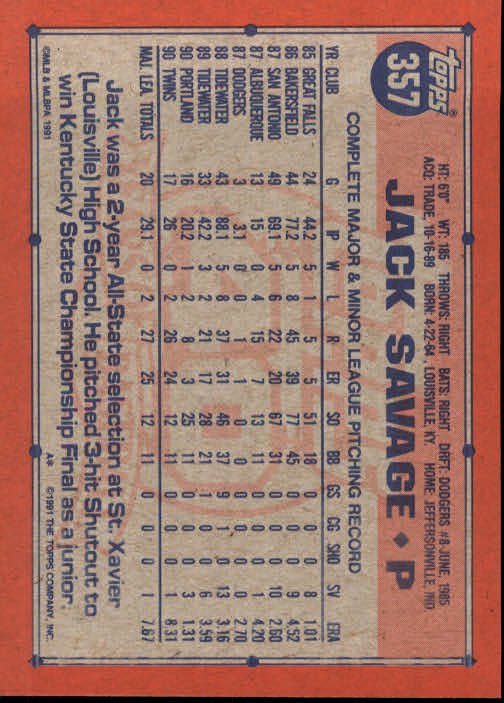 topps®
357
JACK SAVAGE • P
HT: 6'0" WT: 185 THROWS: RIGHT BATS: RIGHT DRFT: DODGERS #8-JUNE, 1985
ACQ: TRADE, 10-16-89 BORN: 4-22-64, LOUISVILLE, KY HOME: JEFFERSONVILLE, IND.
COMPLETE MAJOR & MINOR LEAGUE PITCHING RECORD
YR CLUB G IP W L R ER SO BB GS CG SHO SV ERA
85 GREAT FALLS 24 44.2 5 1 5 5 51 18 0 0 0 8 1.01
86 BAKERSFIELD 44 77.2 5 8 45 39 77 45 0 0 0 9 4.52
87 SAN ANTONIO 49 69.1 5 6 22 20 67 31 0 0 0 10 2.60
87 ALBUQUERQUE 13 15 0 4 15 7 13 11 0 0 0 1 4.20
87 DODGERS 3 3.1 0 0 1 1 0 0 0 0 0 0 2.70
88 TIDEWATER 43 88.1 5 8 37 31 46 37 9 1 0 13 3.16
89 TIDEWATER 33 42.2 3 2 21 17 28 21 1 0 0 6 3.59
90 PORTLAND 16 20.2 1 2 8 3 25 11 0 0 0 3 1.31
90 TWINS 17 26 0 2 26 24 12 11 0 0 0 1 8.31
MAJ. LEA. TOTALS 20 29.1 0 2 27 25 12 11 0 0 0 1 7.67
Jack was a 2-year All-State selection at St. Xavier
(Louisville) High School. He pitched 3-hit Shutout to
win Kentucky State Championship Final as a junior.
©MLB & MLBPA 1991 A* ©1991 THE TOPPS COMPANY, INC.